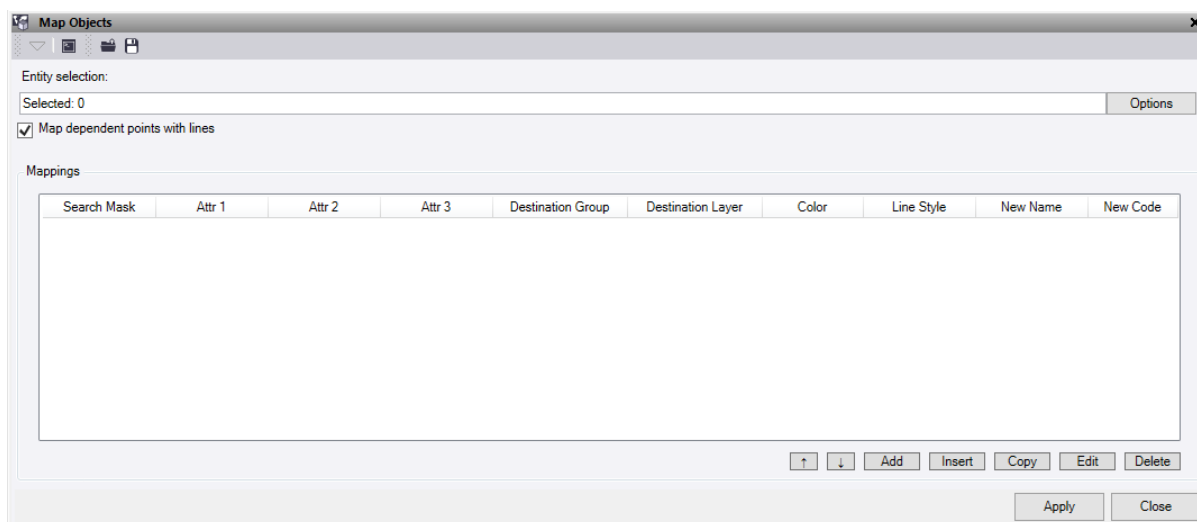 Map Objects
Entity selection:
Selected: 0 Options
Map dependent points with lines
Mappings
Search Mask Attr 1 Attr 2 Attr 3 Destination Group Destination Layer Color Line Style New Name New Code
↑ ↓ Add Insert Copy Edit Delete
Apply Close